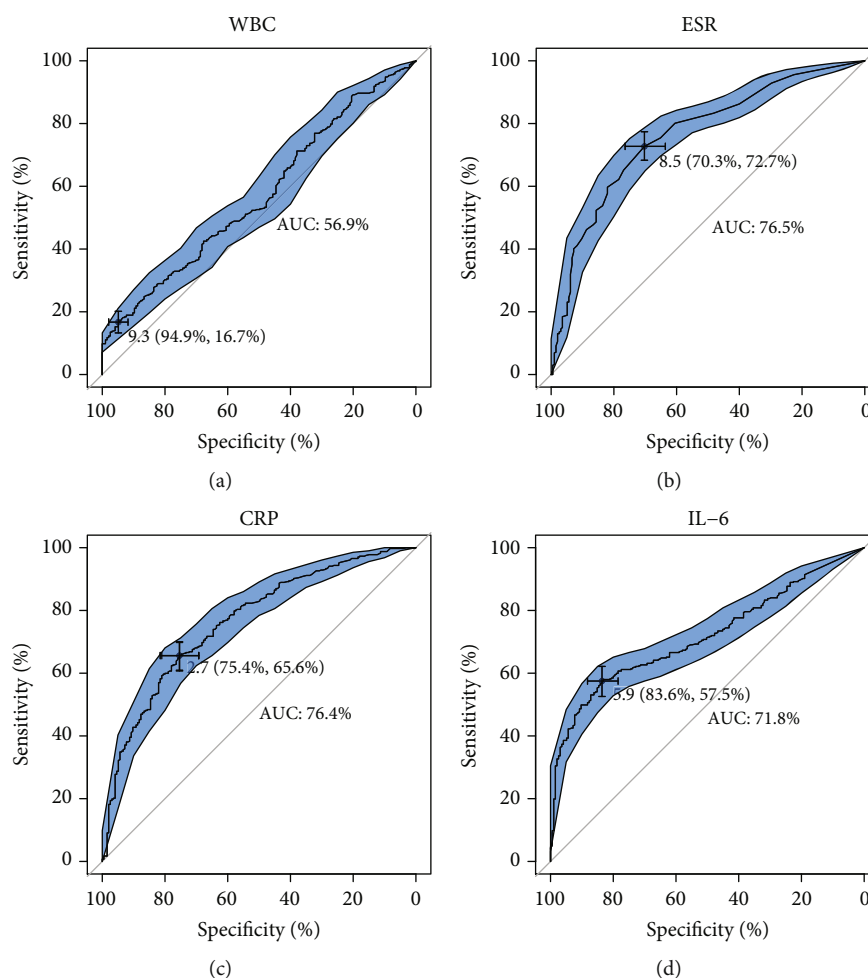 WBC
100
80
60
40
20
0
Sensitivity (%)
AUC: 56.9%
9.3 (94.9%, 16.7%)
100 80 60 40 20 0
Specificity (%)
(a)
ESR
100
80
60
40
20
0
Sensitivity (%)
8.5 (70.3%, 72.7%)
AUC: 76.5%
100 80 60 40 20 0
Specificity (%)
(b)
CRP
100
80
60
40
20
0
Sensitivity (%)
2.7 (75.4%, 65.6%)
AUC: 76.4%
100 80 60 40 20 0
Specificity (%)
(c)
IL−6
100
80
60
40
20
0
Sensitivity (%)
5.9 (83.6%, 57.5%)
AUC: 71.8%
100 80 60 40 20 0
Specificity (%)
(d)